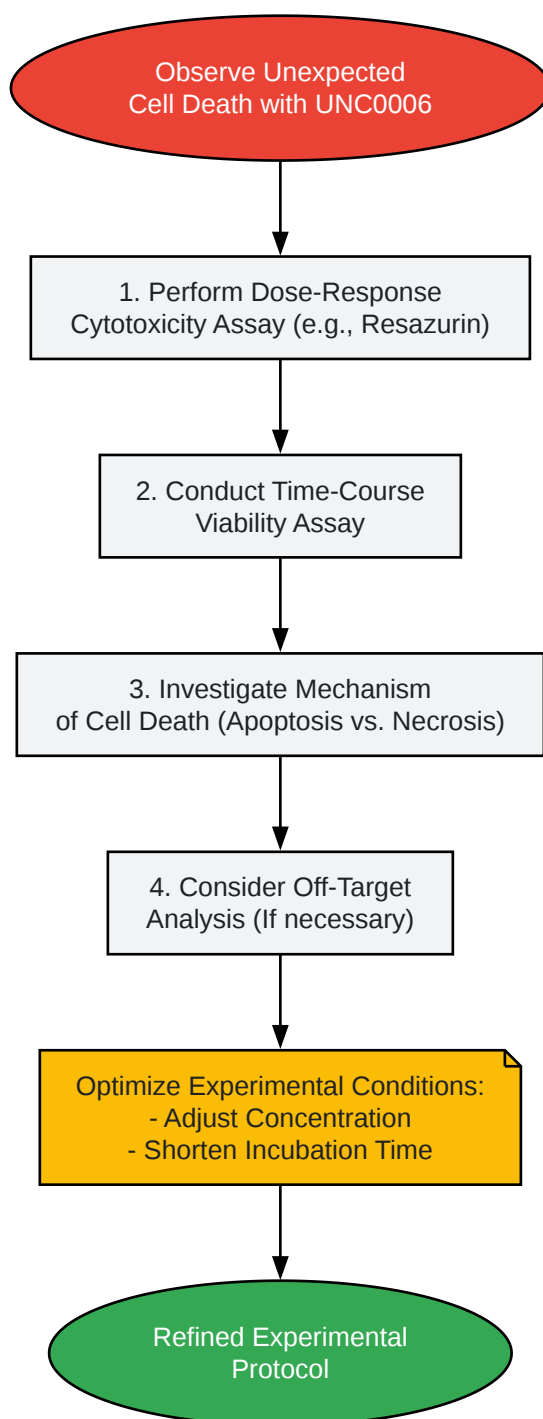 Observe Unexpected
Cell Death with UNC0006
1. Perform Dose-Response
Cytotoxicity Assay (e.g., Resazurin)
2. Conduct Time-Course
Viability Assay
3. Investigate Mechanism
of Cell Death (Apoptosis vs. Necrosis)
4. Consider Off-Target
Analysis (If necessary)
Optimize Experimental Conditions:
- Adjust Concentration
- Shorten Incubation Time
Refined Experimental
Protocol